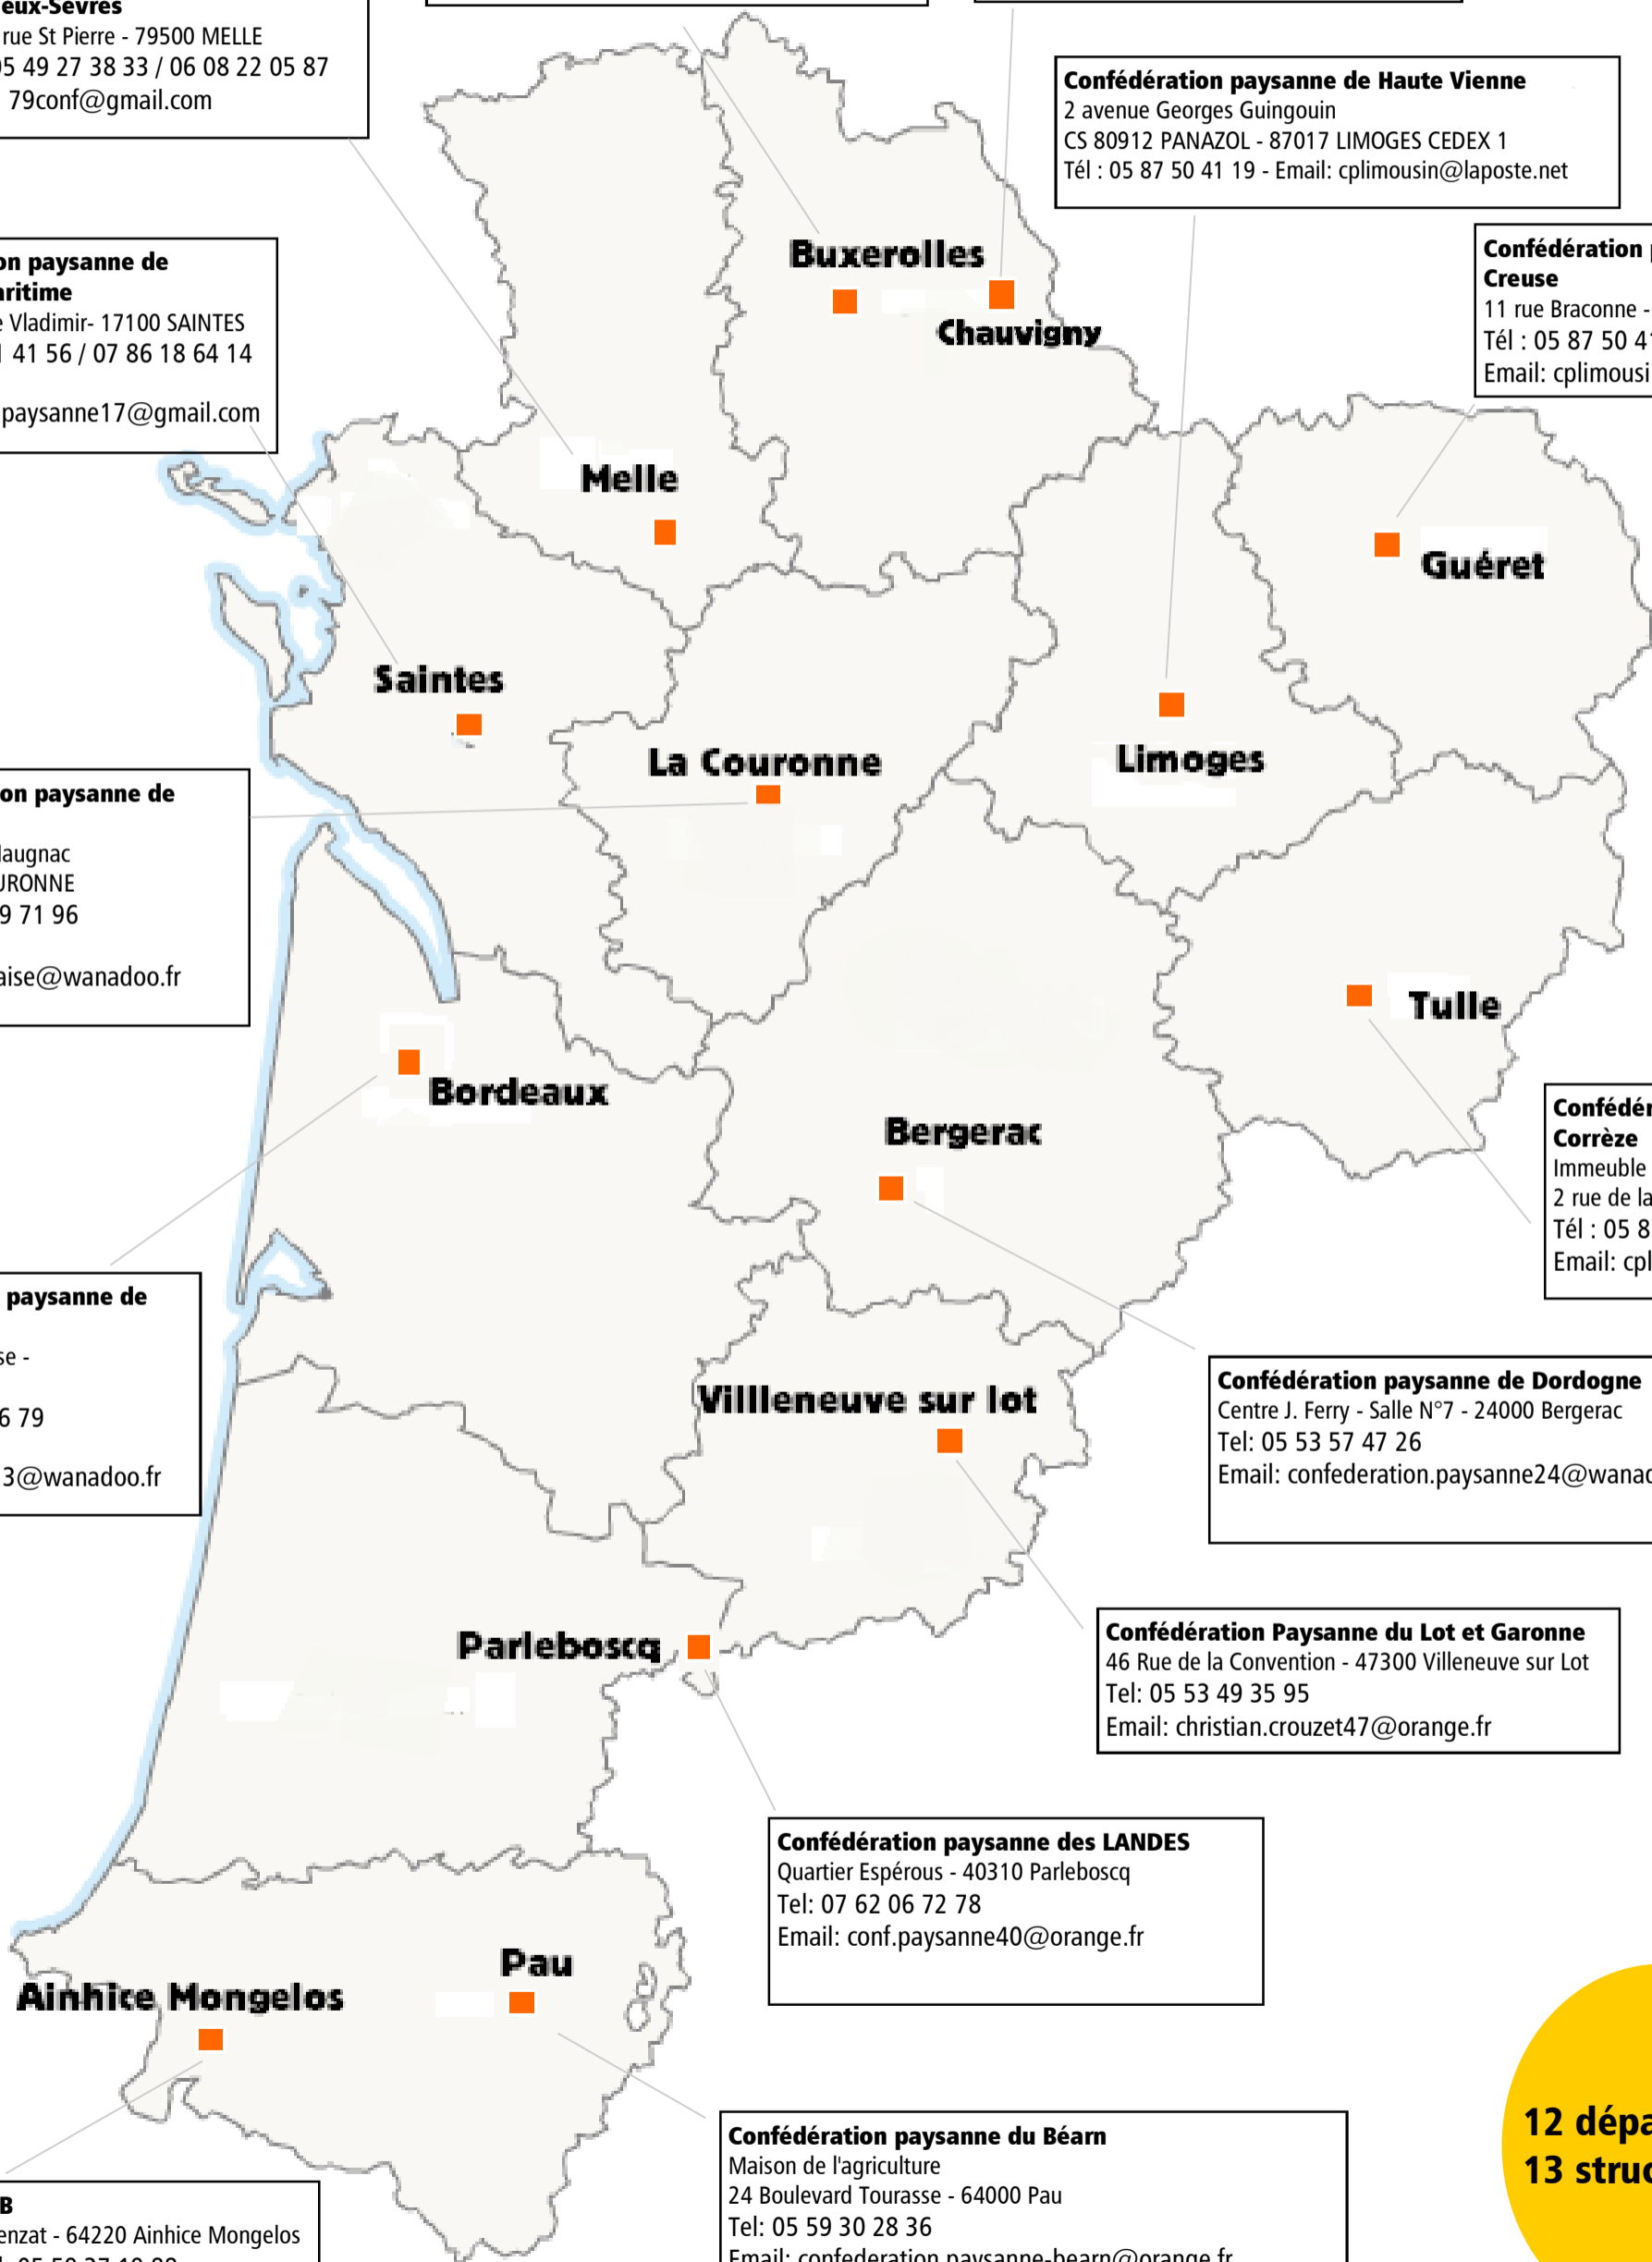 eux-Sèvres
rue St Pierre - 79500 MELLE
05 49 27 38 33 / 06 08 22 05 87
79conf@gmail.com
Confédération paysanne de Haute Vienne
2 avenue Georges Guingouin
CS 80912 PANAZOL - 87017 LIMOGES CEDEX 1
Tél : 05 87 50 41 19 - Email: cplimousin@laposte.net
Buxerolles
Chauvigny
on paysanne de
aritime
e Vladimir- 17100 SAINTES
41 56 / 07 86 18 64 14
paysanne17@gmail.com
Confédération
Creuse
11 rue Braconne -
Tél : 05 87 50 41
Email: cplimousi
Melle
Guéret
Saintes
La Couronne
Limoges
on paysanne de
augnac
URONNE
9 71 96
aise@wanadoo.fr
Tulle
Bordeaux
Bergerac
Confédér
Corrèze
Immeuble
2 rue de la
Tél : 05 8
Email: cpl
paysanne de
se -
6 79
3@wanadoo.fr
Confédération paysanne de Dordogne
Centre J. Ferry - Salle N°7 - 24000 Bergerac
Tel: 05 53 57 47 26
Email: confederation.paysanne24@wanad
Villleneuve sur lot
Confédération Paysanne du Lot et Garonne
46 Rue de la Convention - 47300 Villeneuve sur Lot
Tel: 05 53 49 35 95
Email: christian.crouzet47@orange.fr
Parleboscq
Confédération paysanne des LANDES
Quartier Espérous - 40310 Parleboscq
Tel: 07 62 06 72 78
Email: conf.paysanne40@orange.fr
Pau
Ainhice Mongelos
12 dépa
13 struc
Confédération paysanne du Béarn
Maison de l'agriculture
24 Boulevard Tourasse - 64000 Pau
Tel: 05 59 30 28 36
Email: confederation.paysanne-bearn@orange.fr
B
enzat - 64220 Ainhice Mongelos